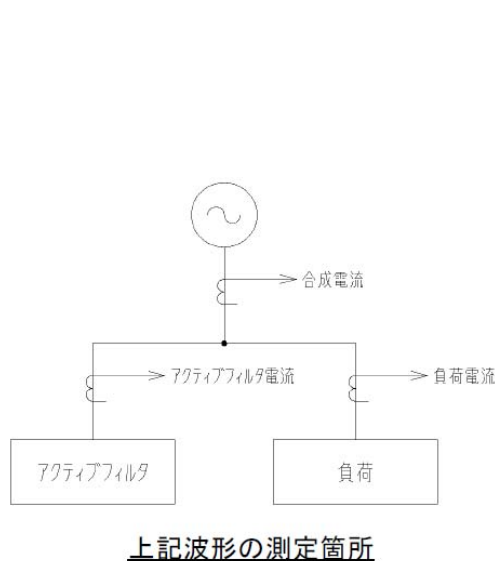 合成電流
アクティブフィルタ電流
負荷電流
アクティブフィルタ
負荷
上記波形の測定箇所